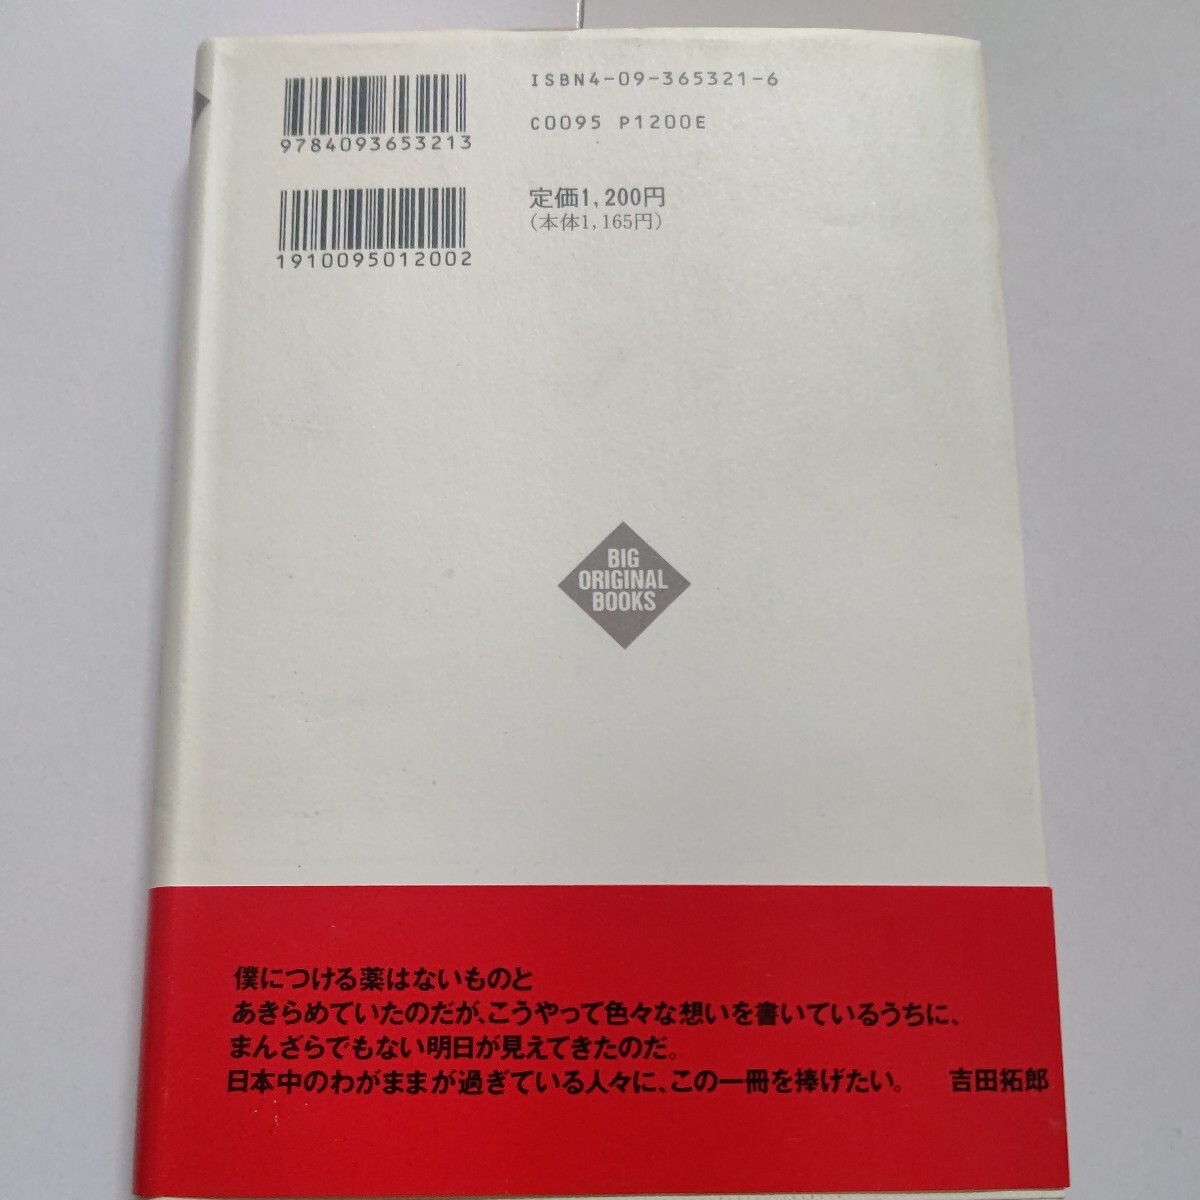 ISBN4-09-365321-6
9784093653213
C0095 P1200E
定価1,200円
(本体1,165円)
1910095012002
BIG
ORIGINAL
BOOKS
僕につける薬はないものと
あきらめていたのだが、こうやって色々な想いを書いているうちに、
まんざらでもない明日が見えてきたのだ。
日本中のわがままが過ぎている人々に、この一冊を捧げたい。 吉田拓郎